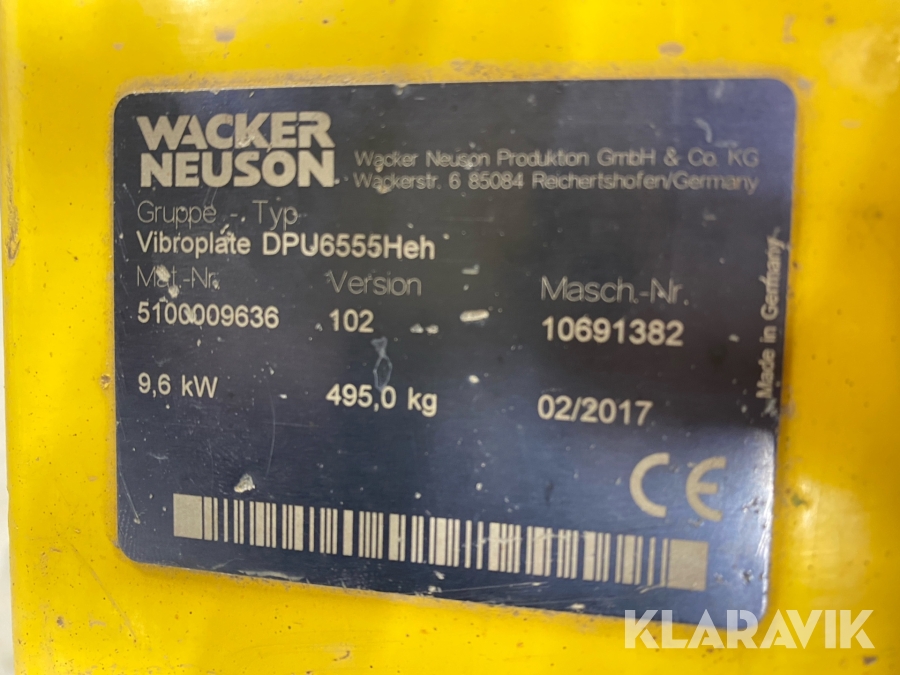 WACKER
NEUSON
Wacker Neuson Produktion GmbH & Co. KG
Wackerstr. 6 85084 Reichertshofen/Germany
Gruppe - Typ
Vibroplate DPU6555Heh
Mat.-Nr. Version Masch.-Nr.
5100009636 102 10691382
9,6 kW 495,0 kg 02/2017
Made in Germany
CE
KLARAVIK